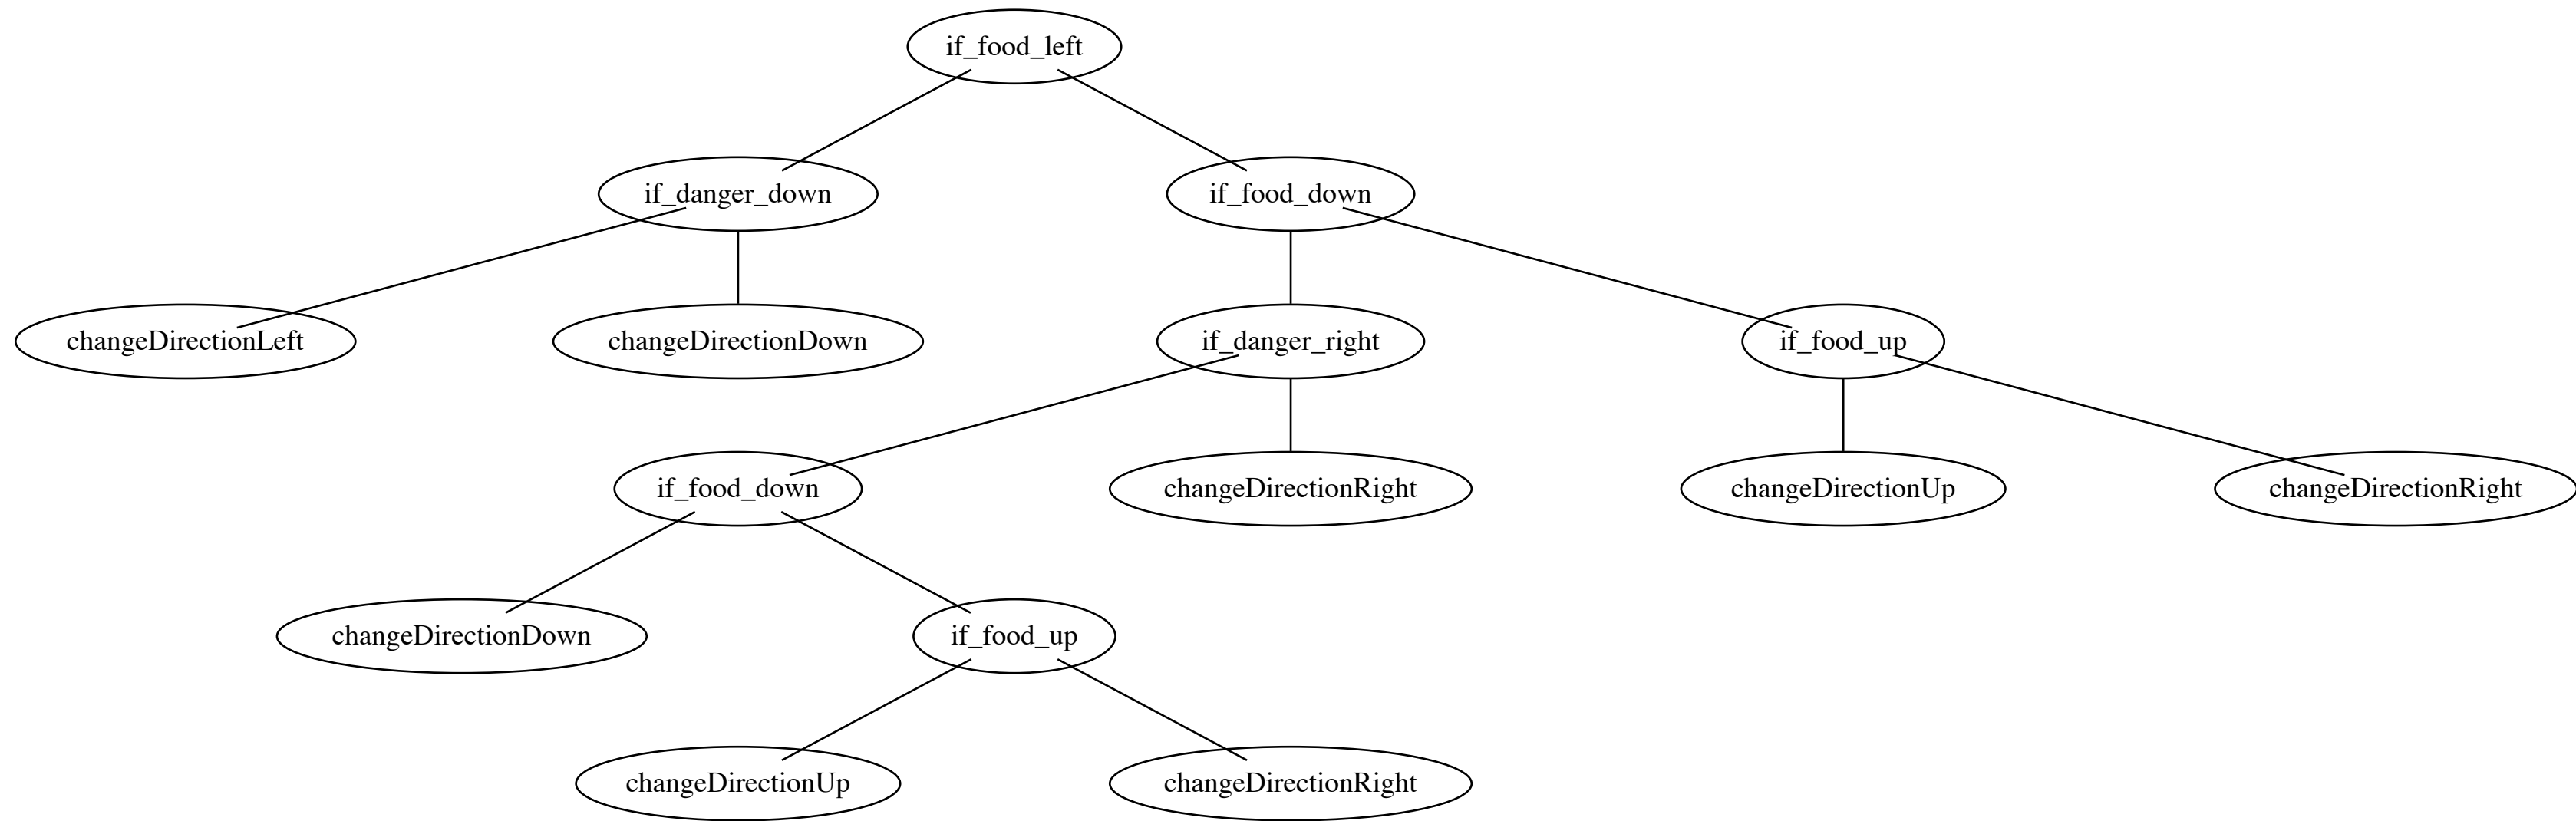 if_food_left
if_danger_down
if_food_down
changeDirectionLeft
changeDirectionDown
if_danger_right
if_food_up
if_food_down
changeDirectionRight
changeDirectionUp
changeDirectionRight
changeDirectionDown
if_food_up
changeDirectionUp
changeDirectionRight